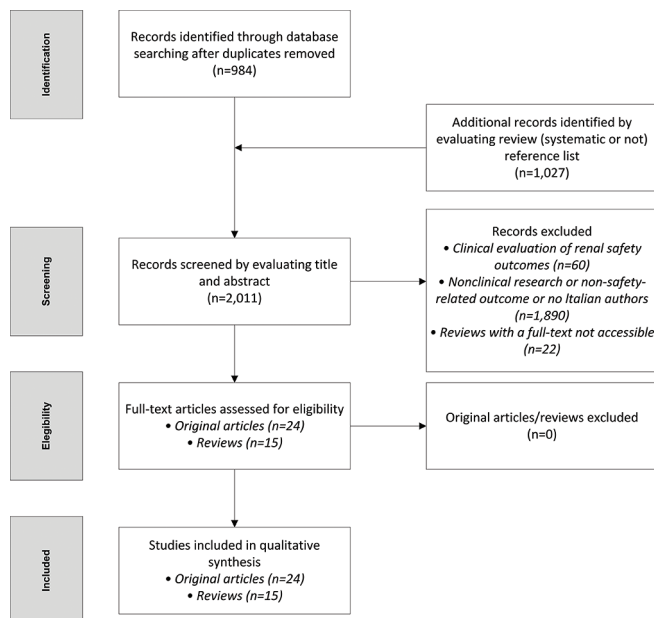 Identification
Records identified through database
searching after duplicates removed
(n=984)
Additional records identified by
evaluating review (systematic or not)
reference list
(n=1,027)
Screening
Records screened by evaluating title
and abstract
(n=2,011)
Records excluded
• Clinical evaluation of renal safety
outcomes (n=60)
• Nonclinical research or non-safety-
related outcome or no Italian authors
(n=1,890)
• Reviews with a full-text not accessible
(n=22)
Elegibility
Full-text articles assessed for eligibility
• Original articles (n=24)
• Reviews (n=15)
Original articles/reviews excluded
(n=0)
Included
Studies included in qualitative
synthesis
• Original articles (n=24)
• Reviews (n=15)